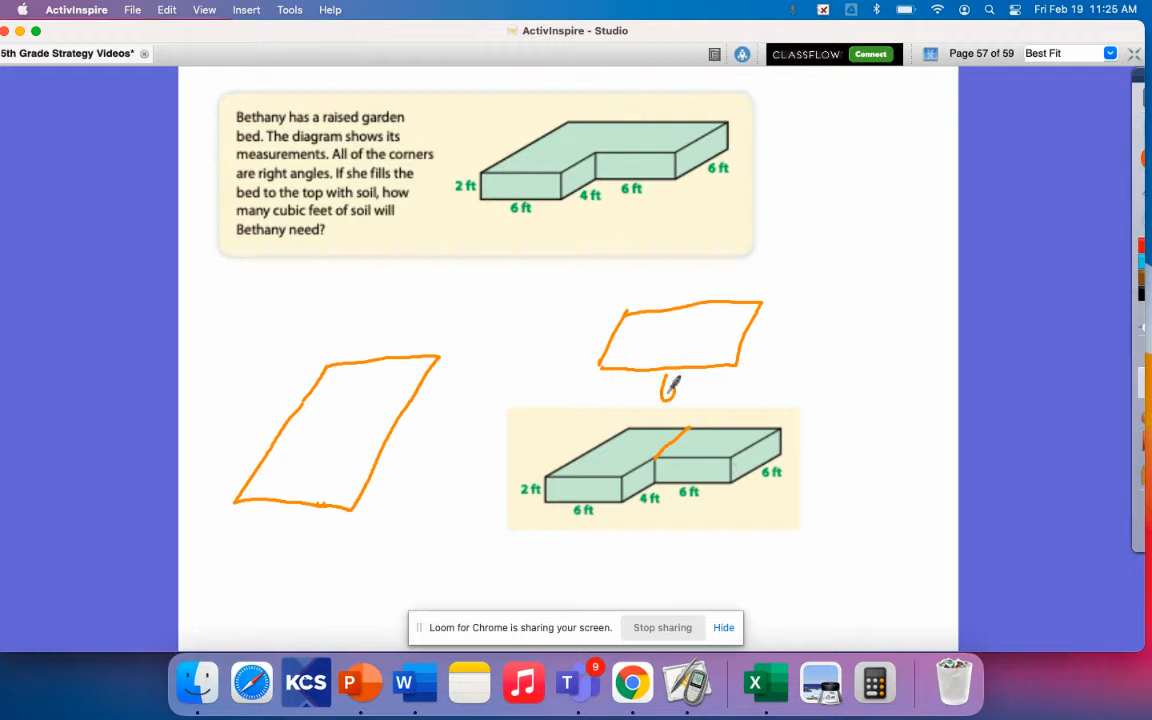 ActivInspire File Edit View Insert Tools Help Fri Feb 19 11:25 AM
ActivInspire - Studio
5th Grade Strategy Videos* CLASSFLOW Connect Page 57 of 59 Best Fit
Bethany has a raised garden
bed. The diagram shows its
measurements. All of the corners
are right angles. If she fills the
bed to the top with soil, how
many cubic feet of soil will
Bethany need?
2 ft
6 ft
4 ft
6 ft
6 ft
6
2 ft
6 ft
4 ft
6 ft
6 ft
Loom for Chrome is sharing your screen. Stop sharing Hide
KCS P W T 9 X